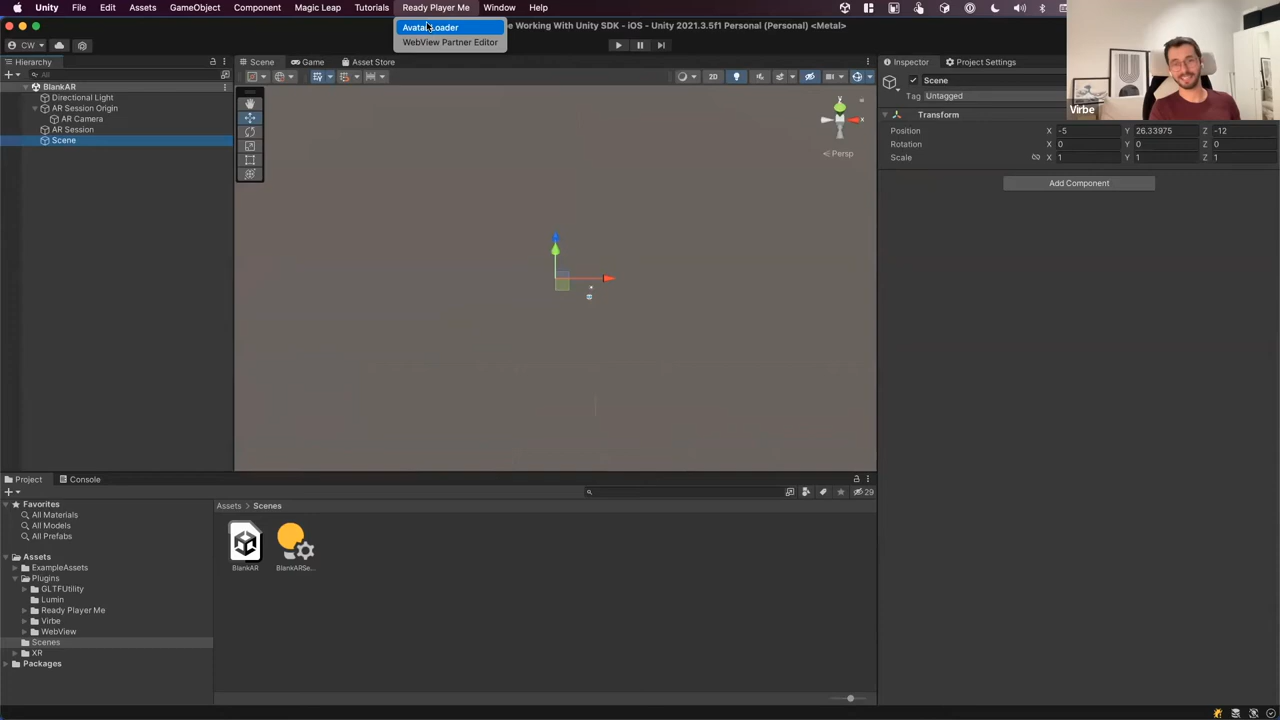 Unity File Edit Assets GameObject Component Magic Leap Tutorials Ready Player Me Window Help
Avatar Loader
WebView Partner Editor
e Working With Unity SDK - iOS - Unity 2021.3.5f1 Personal (Personal) <Metal>
CW
Hierarchy
All
BlankAR
Directional Light
AR Session Origin
AR Camera
AR Session
Scene
Scene Game Asset Store
2D
y
x
Persp
Inspector Project Settings
Scene
Tag Untagged
Transform
Position X -5 Y 26.33975 Z -12
Rotation X 0 Y 0 Z 0
Scale X 1 Y 1 Z 1
Add Component
Virbe
Project Console
29
Favorites
All Materials
All Models
All Prefabs
Assets
ExampleAssets
Plugins
GLTFUtility
Lumin
Ready Player Me
Virbe
WebView
Scenes
XR
Packages
Assets > Scenes
BlankAR BlankARSe...